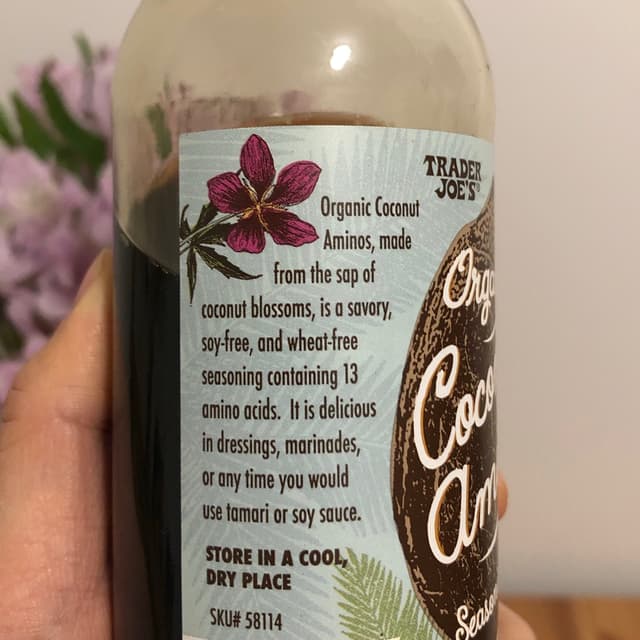 TRADER
JOE'S
Organic Coconut
Aminos, made
from the sap of
coconut blossoms, is a savory,
soy-free, and wheat-free
seasoning containing 13
amino acids. It is delicious
in dressings, marinades,
or any time you would
use tamari or soy sauce.
STORE IN A COOL,
DRY PLACE
SKU# 58114